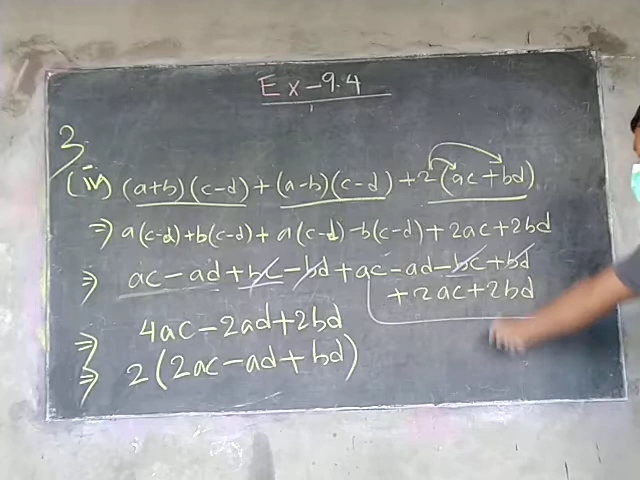 Ex-9.4
3
(iv) (a+b)(c-d)+(a-b)(c-d)+2(ac+bd)
⇒ a(c-d)+b(c-d)+a(c-d)-b(c-d)+2ac+2bd
⇒ ac-ad+bc-bd+ac-ad-bc+bd
+2ac+2bd
⇒ 4ac-2ad+2bd
⇒ 2(2ac-ad+bd)